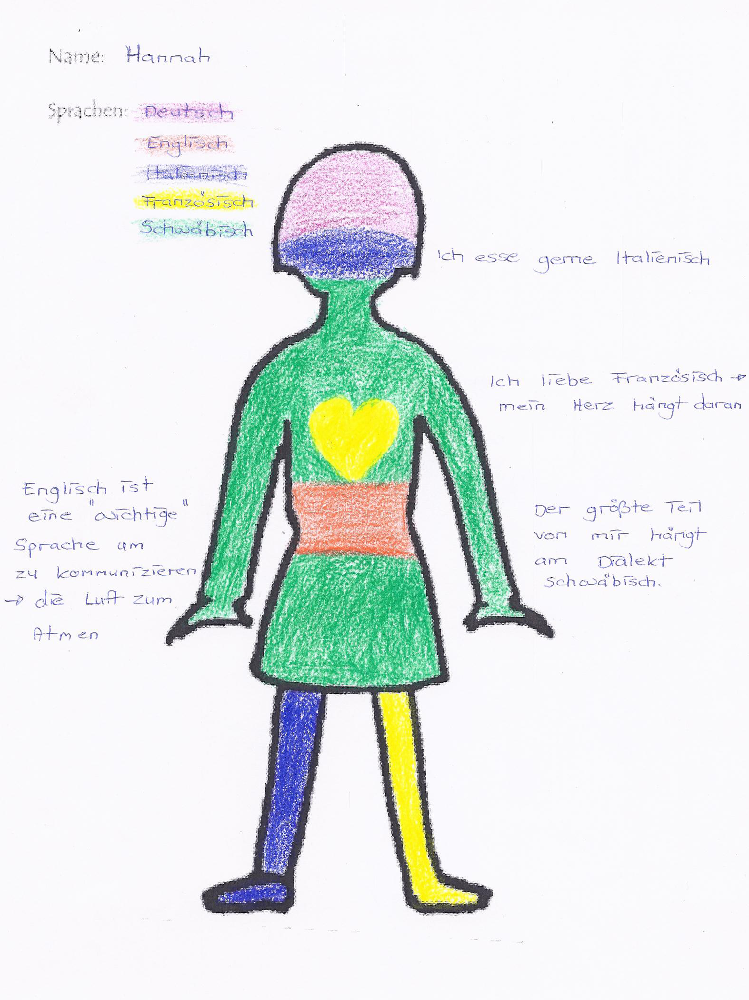 Name: Hannah
Sprachen: Deutsch
Englisch
Italienisch
Französisch
Schwäbisch
Ich esse gerne Italienisch
Ich liebe Französisch →
mein Herz hängt daran
Englisch ist
eine "wichtige"
Sprache um
zu kommunizieren
→ die Luft zum
Atmen
Der größte Teil
von mir hängt
am Dialekt
Schwäbisch.